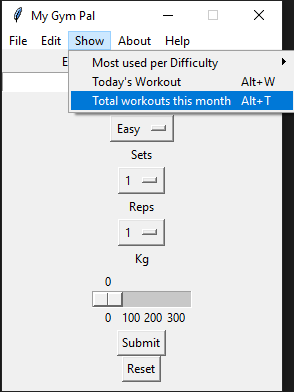 My Gym Pal
File Edit Show About Help
Most used per Difficulty
Today's Workout Alt+W
Total workouts this month Alt+T
Easy
Sets
1
Reps
1
Kg
0
0 100 200 300
Submit
Reset